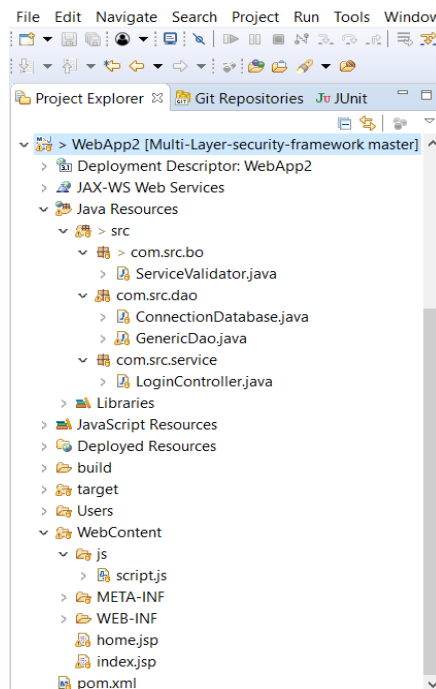 File Edit Navigate Search Project Run Tools Window
Project Explorer Git Repositories JU JUnit
> WebApp2 [Multi-Layer-security-framework master]
Deployment Descriptor: WebApp2
JAX-WS Web Services
Java Resources
> src
> com.src.bo
ServiceValidator.java
com.src.dao
ConnectionDatabase.java
GenericDao.java
com.src.service
LoginController.java
Libraries
JavaScript Resources
Deployed Resources
build
target
Users
WebContent
js
script.js
META-INF
WEB-INF
home.jsp
index.jsp
pom.xml